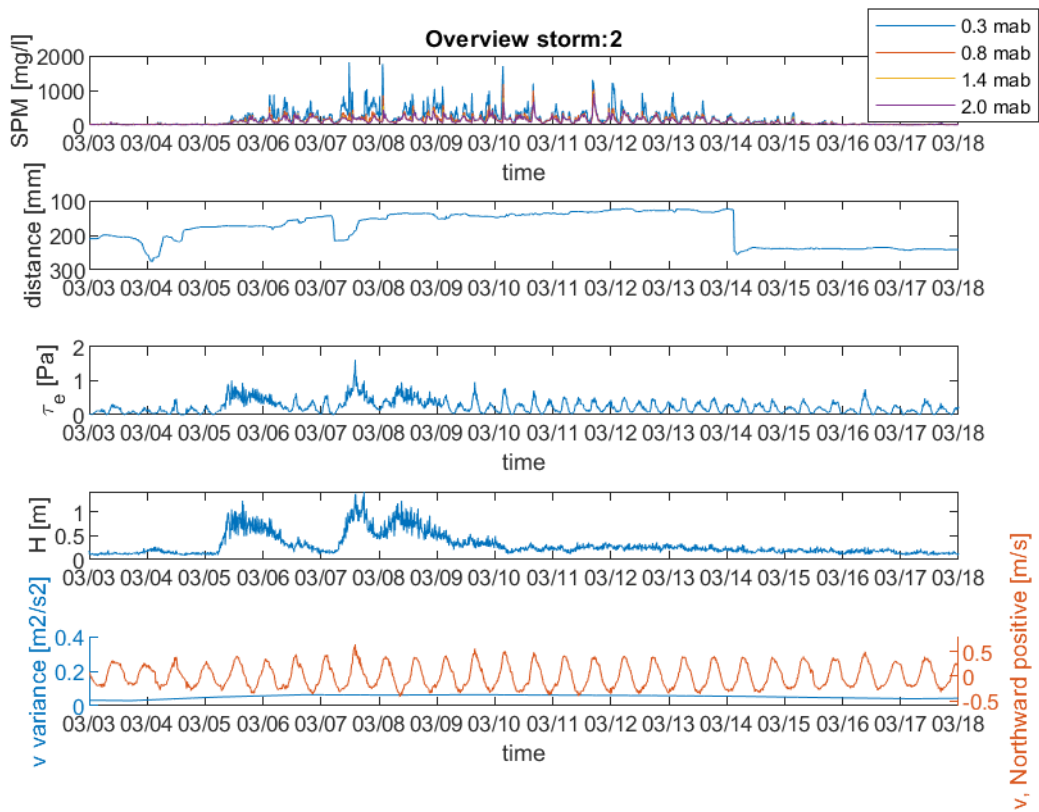 Overview storm:2
0.3 mab
0.8 mab
1.4 mab
2.0 mab
SPM [mg/l]
2000
1000
0
03/03 03/04 03/05 03/06 03/07 03/08 03/09 03/10 03/11 03/12 03/13 03/14 03/15 03/16 03/17 03/18
time
distance [mm]
100
200
300
03/03 03/04 03/05 03/06 03/07 03/08 03/09 03/10 03/11 03/12 03/13 03/14 03/15 03/16 03/17 03/18
τe [Pa]
2
1
0
03/03 03/04 03/05 03/06 03/07 03/08 03/09 03/10 03/11 03/12 03/13 03/14 03/15 03/16 03/17 03/18
time
H [m]
1
0.5
0
03/03 03/04 03/05 03/06 03/07 03/08 03/09 03/10 03/11 03/12 03/13 03/14 03/15 03/16 03/17 03/18
v variance [m2/s2]
0.4
0.2
0
0.5
0
-0.5
v, Northward positive [m/s]
03/03 03/04 03/05 03/06 03/07 03/08 03/09 03/10 03/11 03/12 03/13 03/14 03/15 03/16 03/17 03/18
time